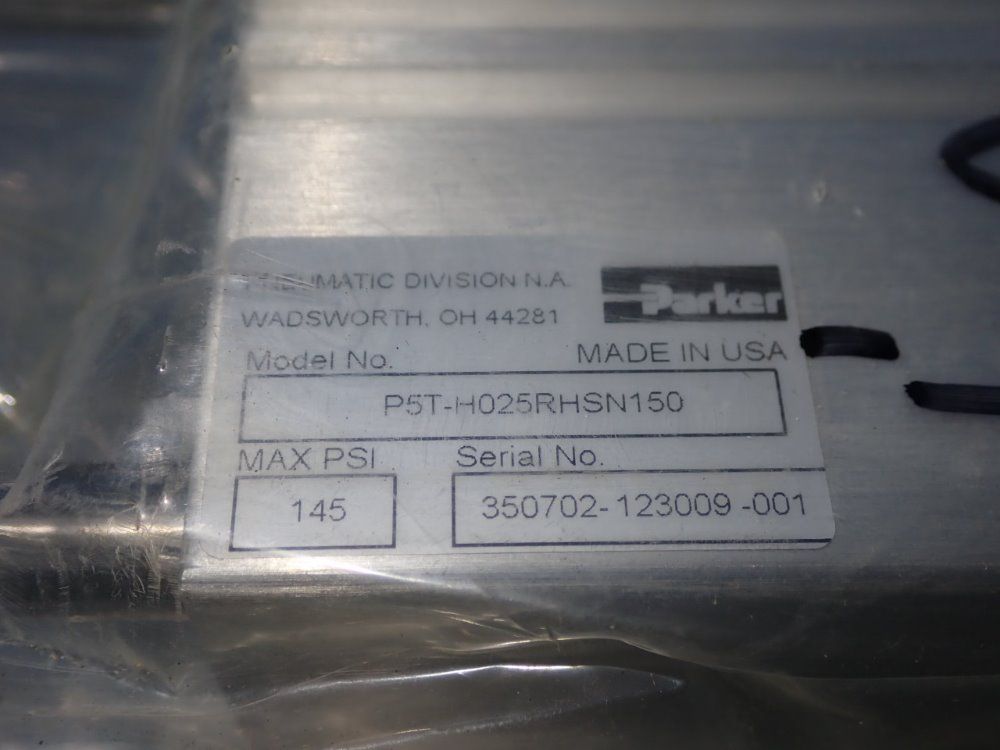 PNEUMATIC DIVISION N.A.
Parker
WADSWORTH, OH 44281
Model No.
MADE IN USA
P5T-H025RHSN150
MAX PSI
Serial No.
145
350702-123009-001